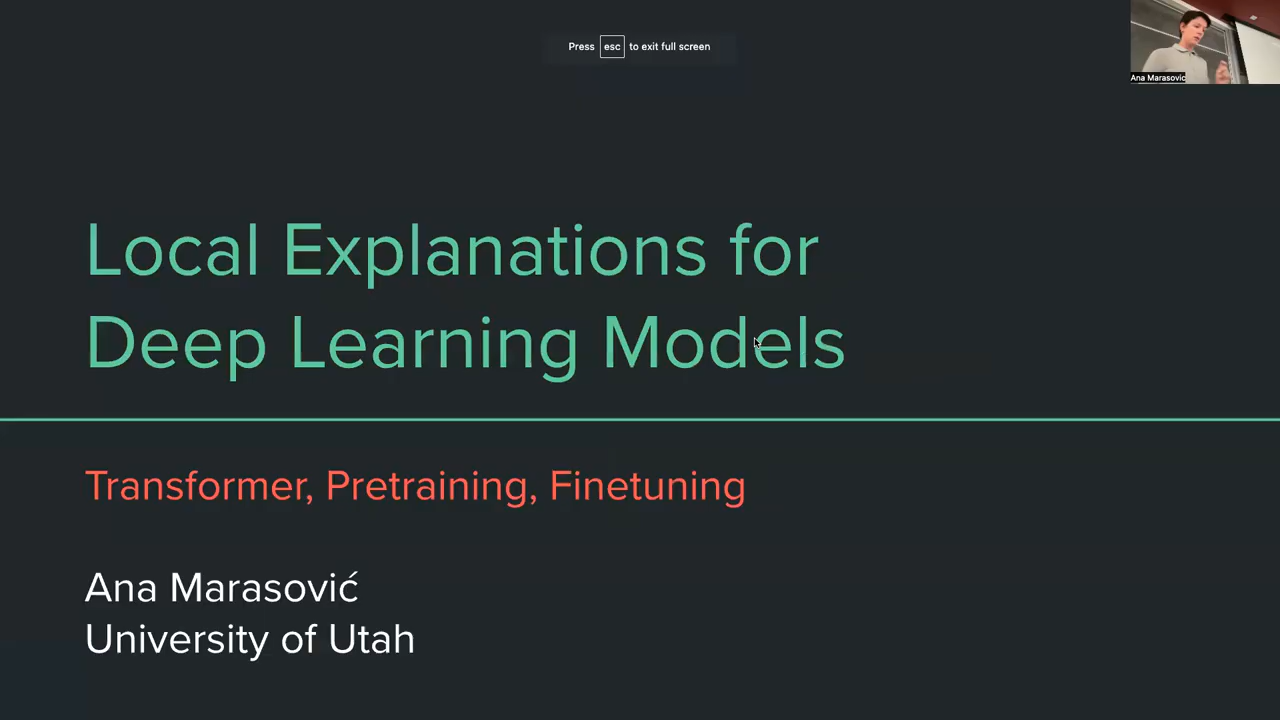 Press esc to exit full screen
Ana Marasovic
Local Explanations for
Deep Learning Models
Transformer, Pretraining, Finetuning
Ana Marasović
University of Utah